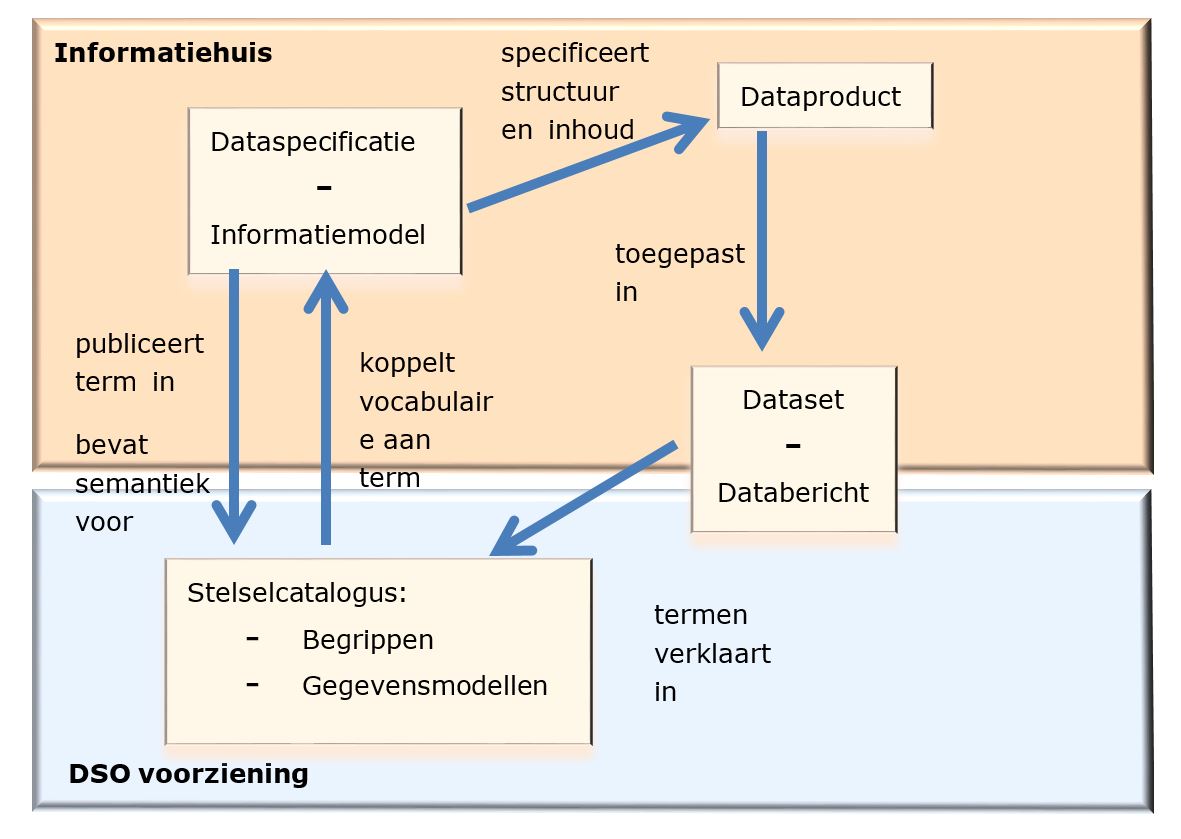 Informatiehuis
specificeert
structuur
en inhoud
Dataproduct
Dataspecificatie
–
Informatiemodel
toegepast
in
publiceert
term in
bevat
semantiek
voor
koppelt
vocabulair
e aan
term
Dataset
–
Databericht
Stelselcatalogus:
– Begrippen
– Gegevensmodellen
termen
verklaart
in
DSO voorziening